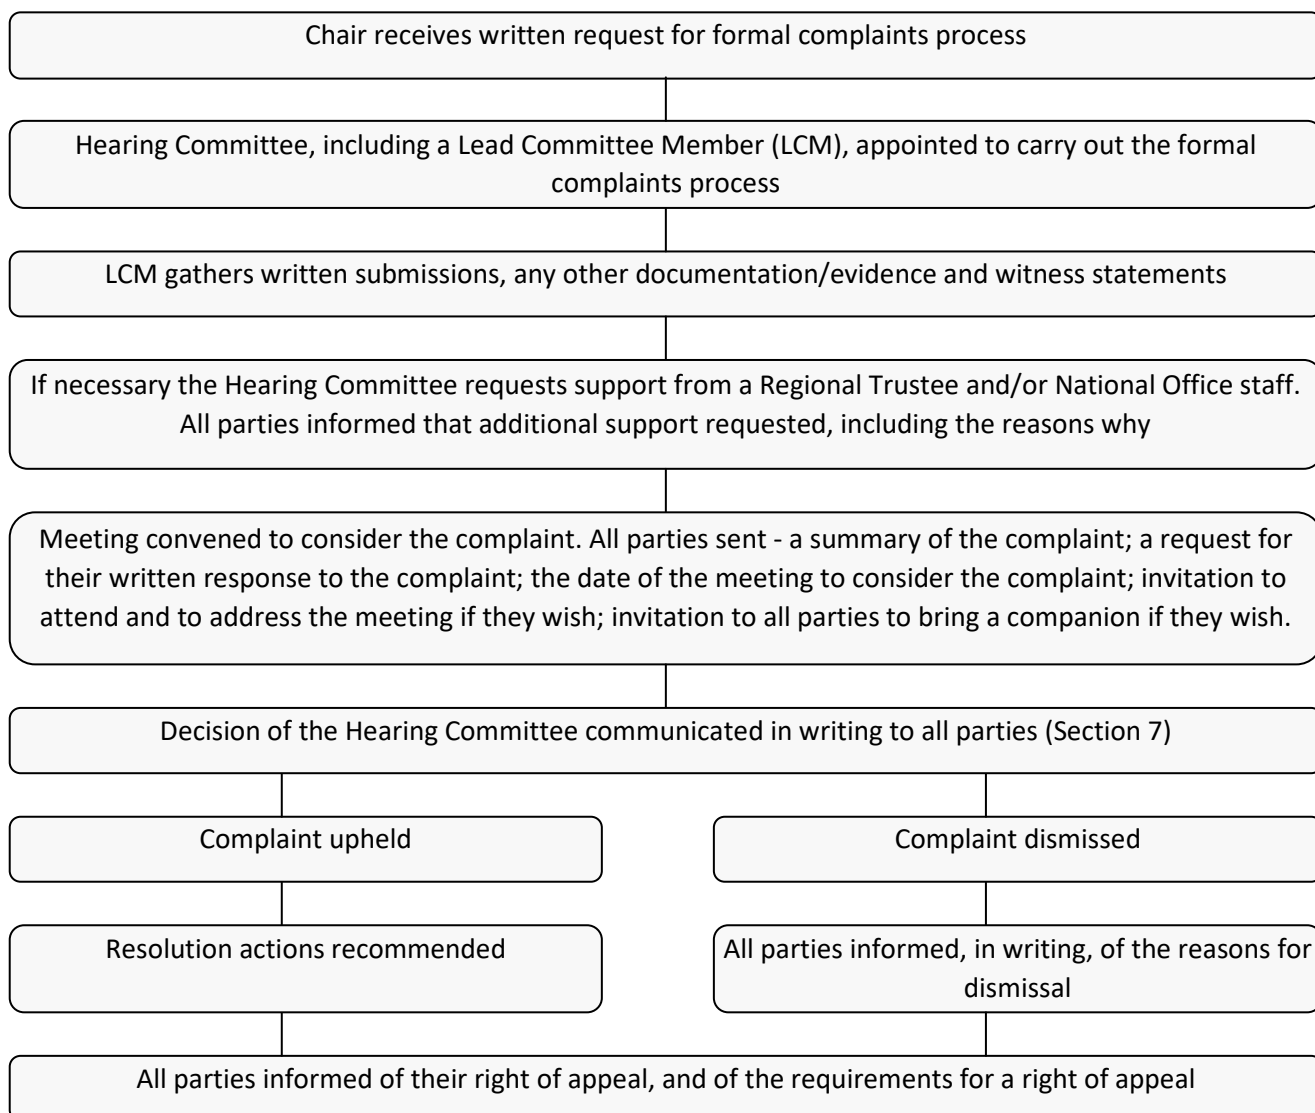 Chair receives written request for formal complaints process
Hearing Committee, including a Lead Committee Member (LCM), appointed to carry out the formal
complaints process
LCM gathers written submissions, any other documentation/evidence and witness statements
If necessary the Hearing Committee requests support from a Regional Trustee and/or National Office staff.
All parties informed that additional support requested, including the reasons why
Meeting convened to consider the complaint. All parties sent - a summary of the complaint; a request for
their written response to the complaint; the date of the meeting to consider the complaint; invitation to
attend and to address the meeting if they wish; invitation to all parties to bring a companion if they wish.
Decision of the Hearing Committee communicated in writing to all parties (Section 7)
Complaint upheld
Complaint dismissed
Resolution actions recommended
All parties informed, in writing, of the reasons for
dismissal
All parties informed of their right of appeal, and of the requirements for a right of appeal